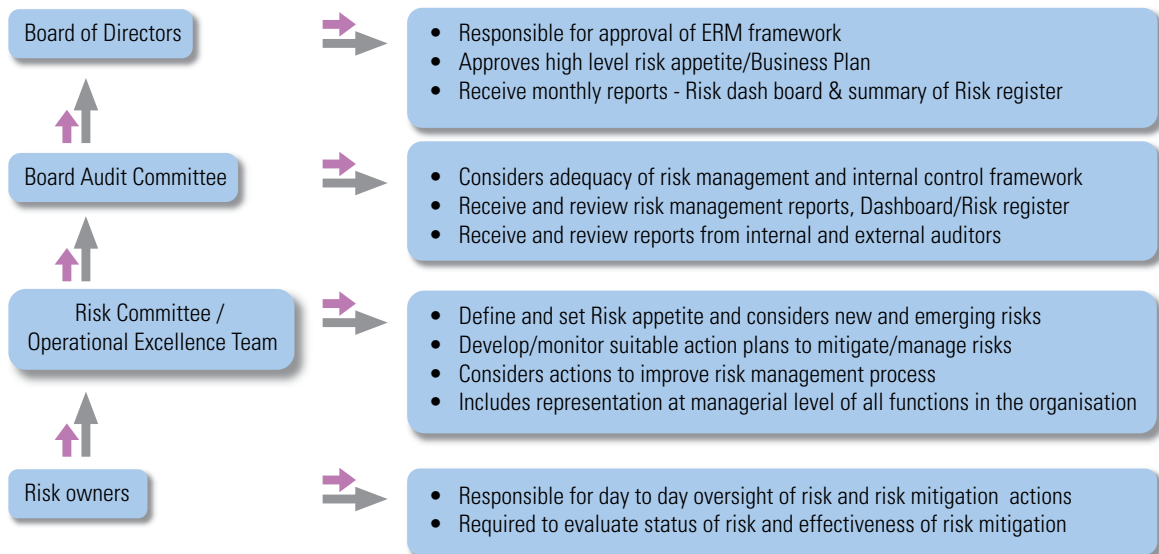 Board of Directors
• Responsible for approval of ERM framework
• Approves high level risk appetite/Business Plan
• Receive monthly reports - Risk dash board & summary of Risk register
Board Audit Committee
• Considers adequacy of risk management and internal control framework
• Receive and review risk management reports, Dashboard/Risk register
• Receive and review reports from internal and external auditors
Risk Committee /
Operational Excellence Team
• Define and set Risk appetite and considers new and emerging risks
• Develop/monitor suitable action plans to mitigate/manage risks
• Considers actions to improve risk management process
• Includes representation at managerial level of all functions in the organisation
Risk owners
• Responsible for day to day oversight of risk and risk mitigation actions
• Required to evaluate status of risk and effectiveness of risk mitigation